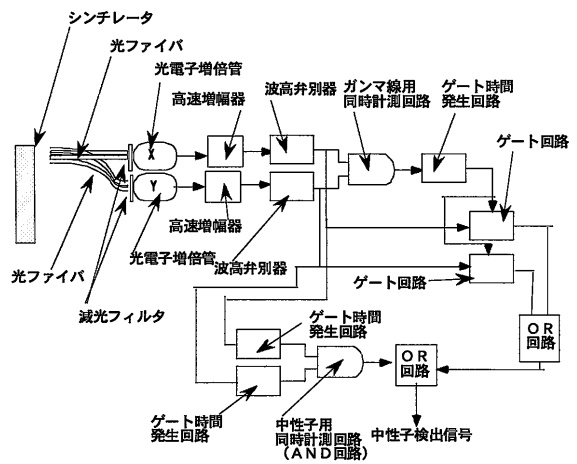 シンチレータ
光ファイバ
光電子増倍管
高速増幅器
波高弁別器
ガンマ線用
同時計測回路
ゲート時間
発生回路
ゲート回路
X
Y
高速増幅器
光電子増倍管
波高弁別器
光ファイバ
減光フィルタ
ゲート回路
ゲート時間
発生回路
OR
回路
OR
回路
ゲート時間
発生回路
中性子用
同時計測回路
(AND回路)
中性子検出信号